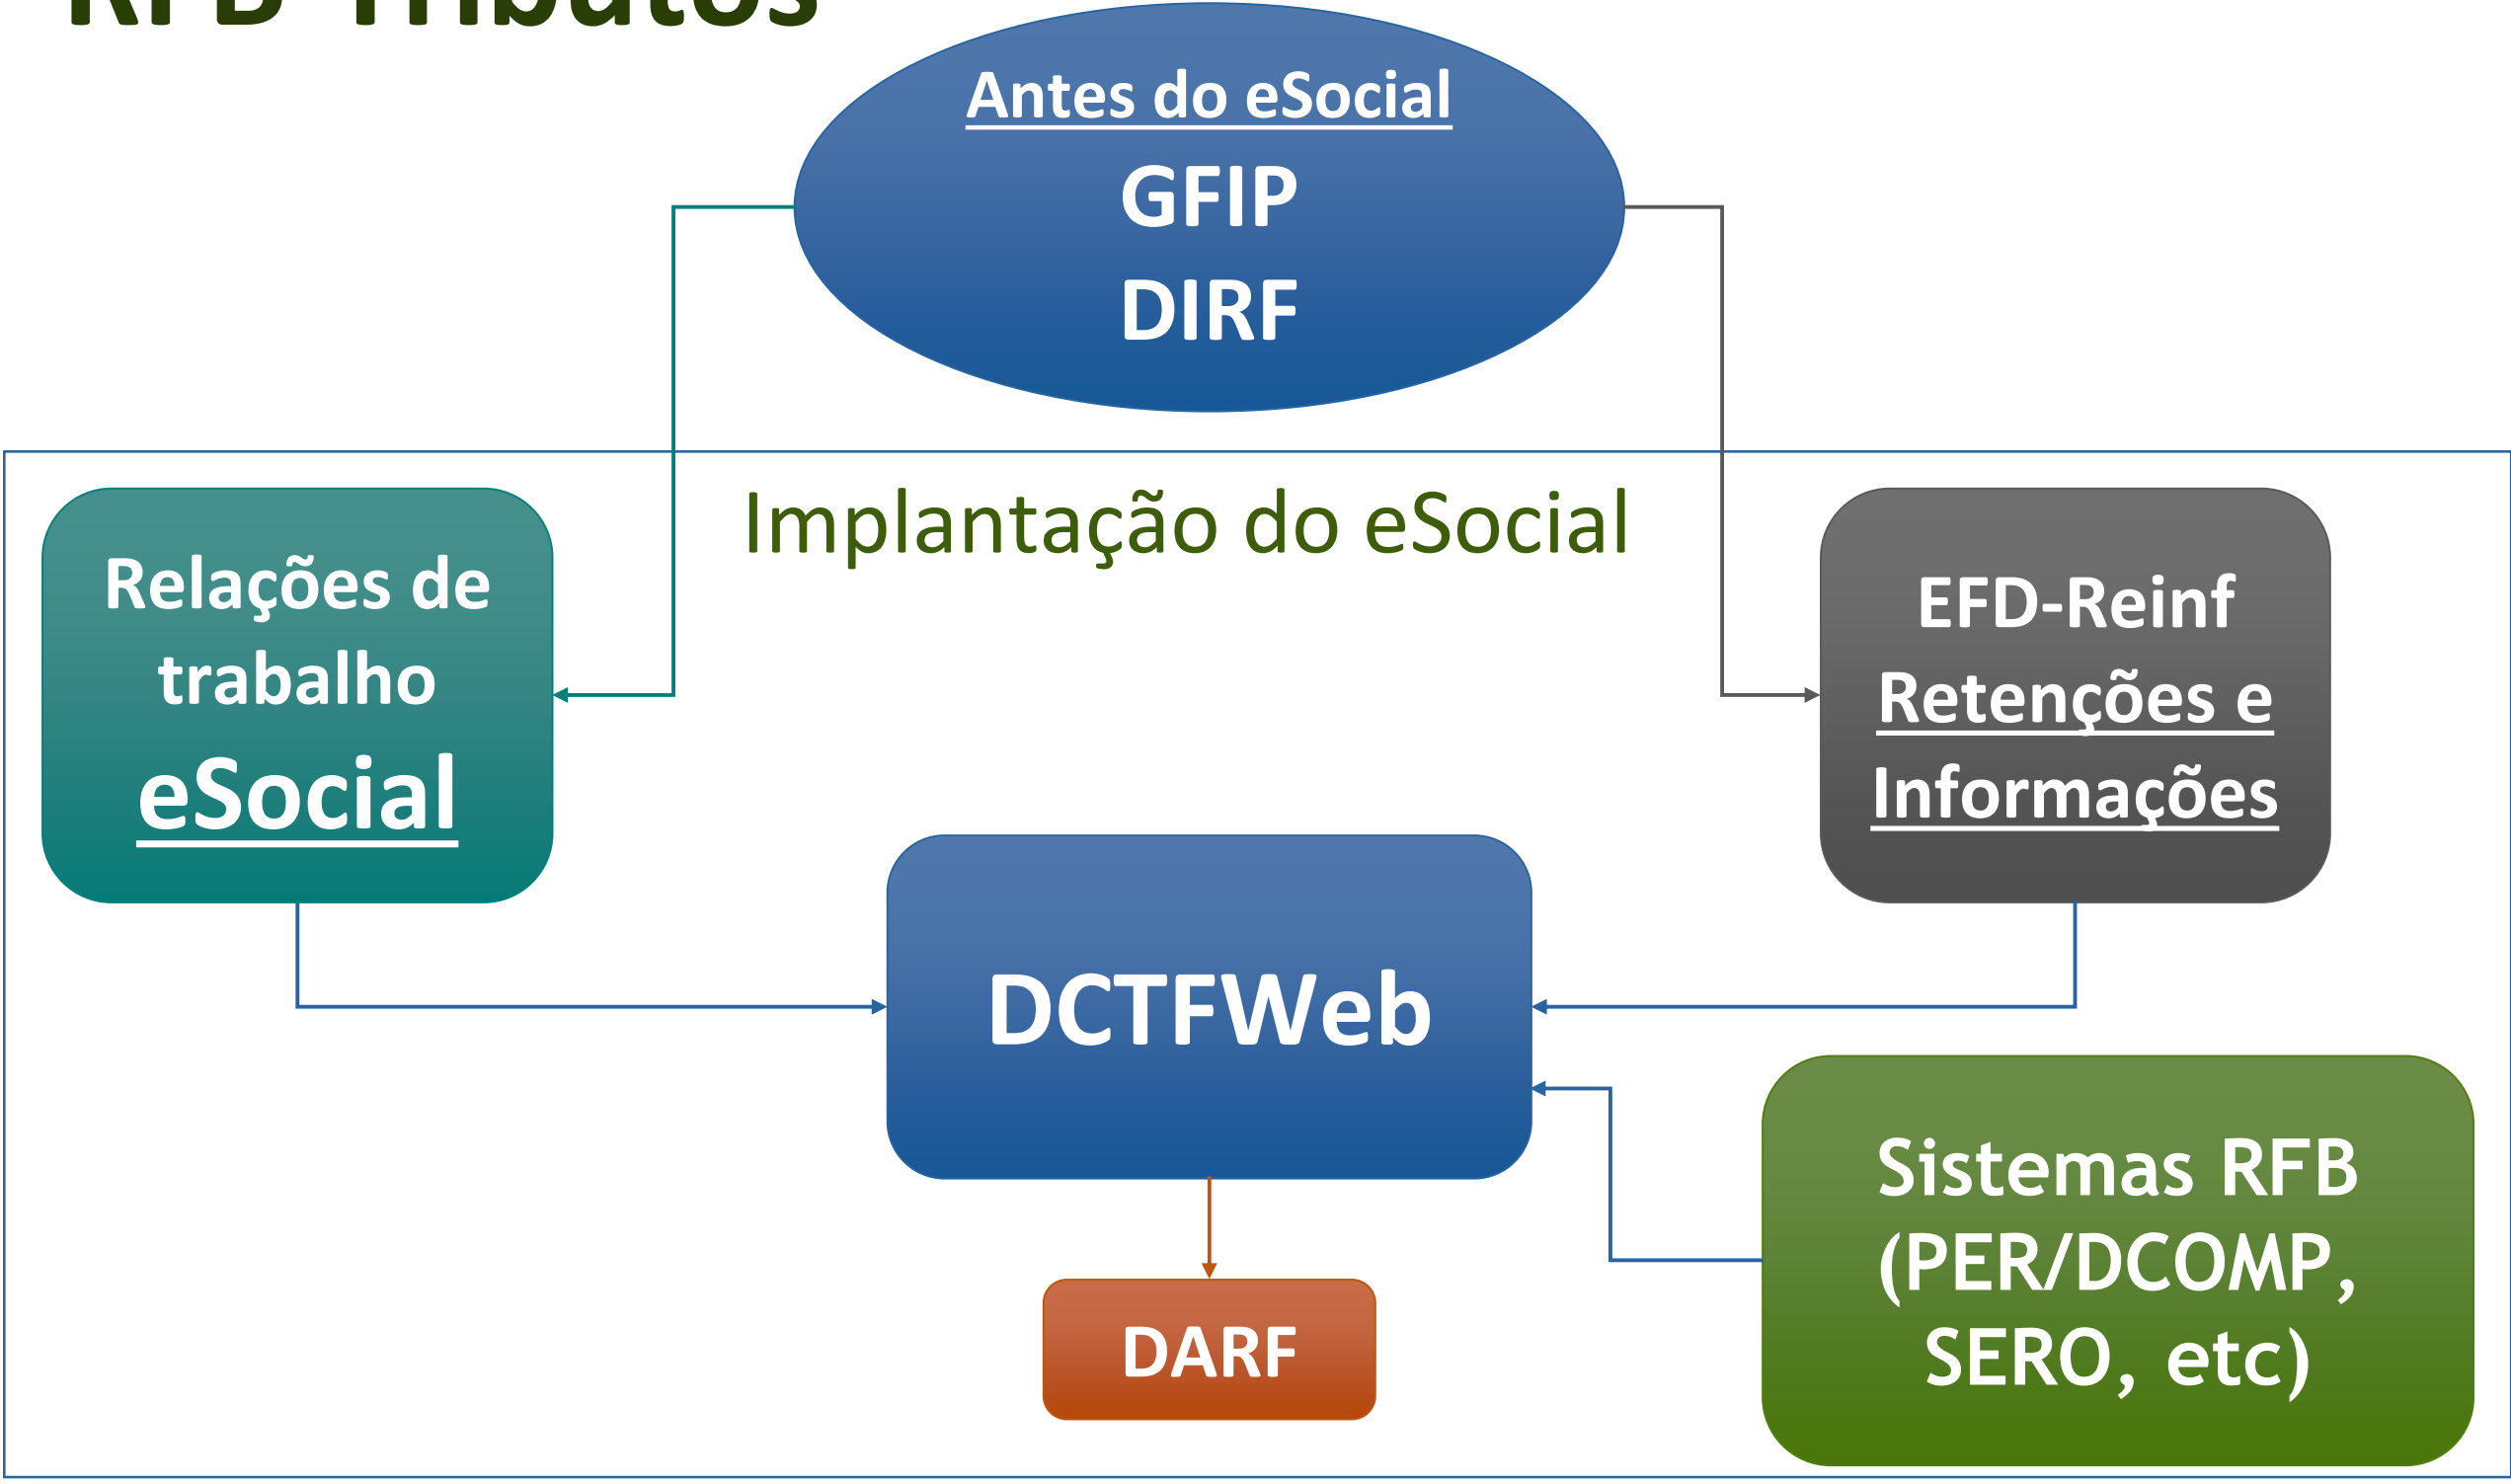 Antes do eSocial
GFIP
DIRF
Implantação do eSocial
Relações de
trabalho
eSocial
EFD-Reinf
Retenções e
Informações
DCTFWeb
Sistemas RFB
(PER/DCOMP,
SERO, etc)
DARF